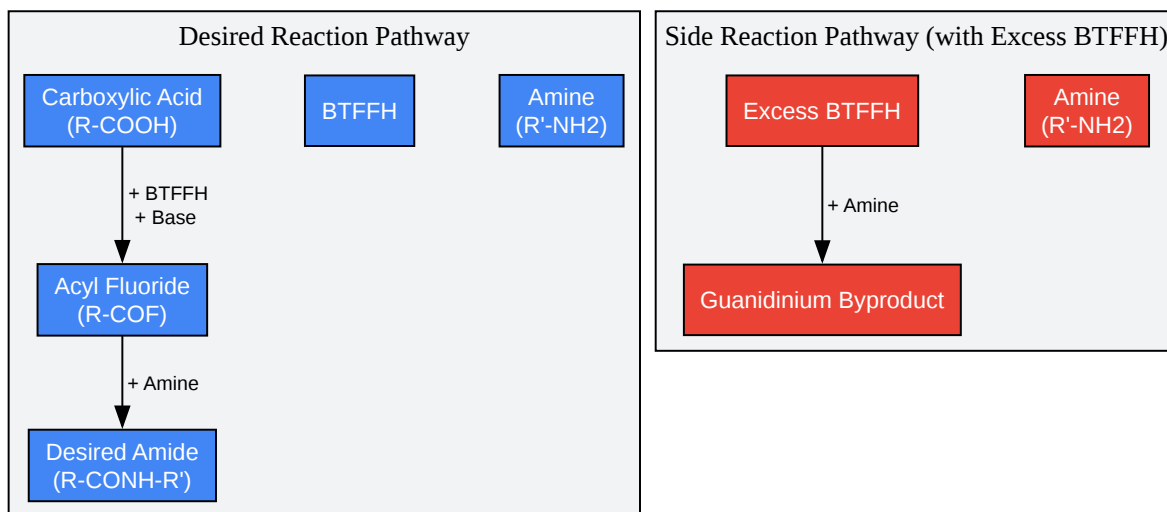 Desired Reaction Pathway
Carboxylic Acid
(R-COOH)
BTFFH
Amine
(R'-NH2)
+ BTFFH
+ Base
Acyl Fluoride
(R-COF)
+ Amine
Desired Amide
(R-CONH-R')
Side Reaction Pathway (with Excess BTFFH)
Excess BTFFH
Amine
(R'-NH2)
+ Amine
Guanidinium Byproduct